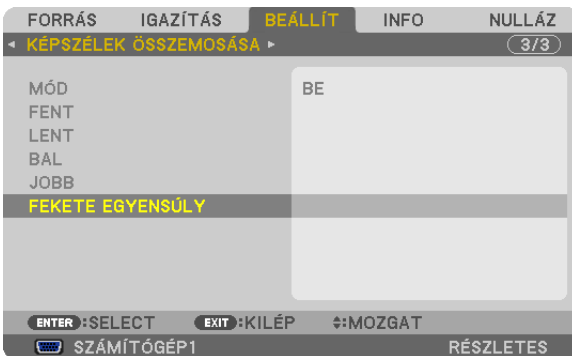 FORRÁS IGAZÍTÁS BEÁLLÍT INFO NULLÁZ
KÉPSZÉLEK ÖSSZEMOSÁSA 3/3
MÓD BE
FENT
LENT
BAL
JOBB
FEKETE EGYENSÚLY
ENTER :SELECT EXIT :KILÉP :MOZGAT
SZÁMÍTÓGÉP1 RÉSZLETES